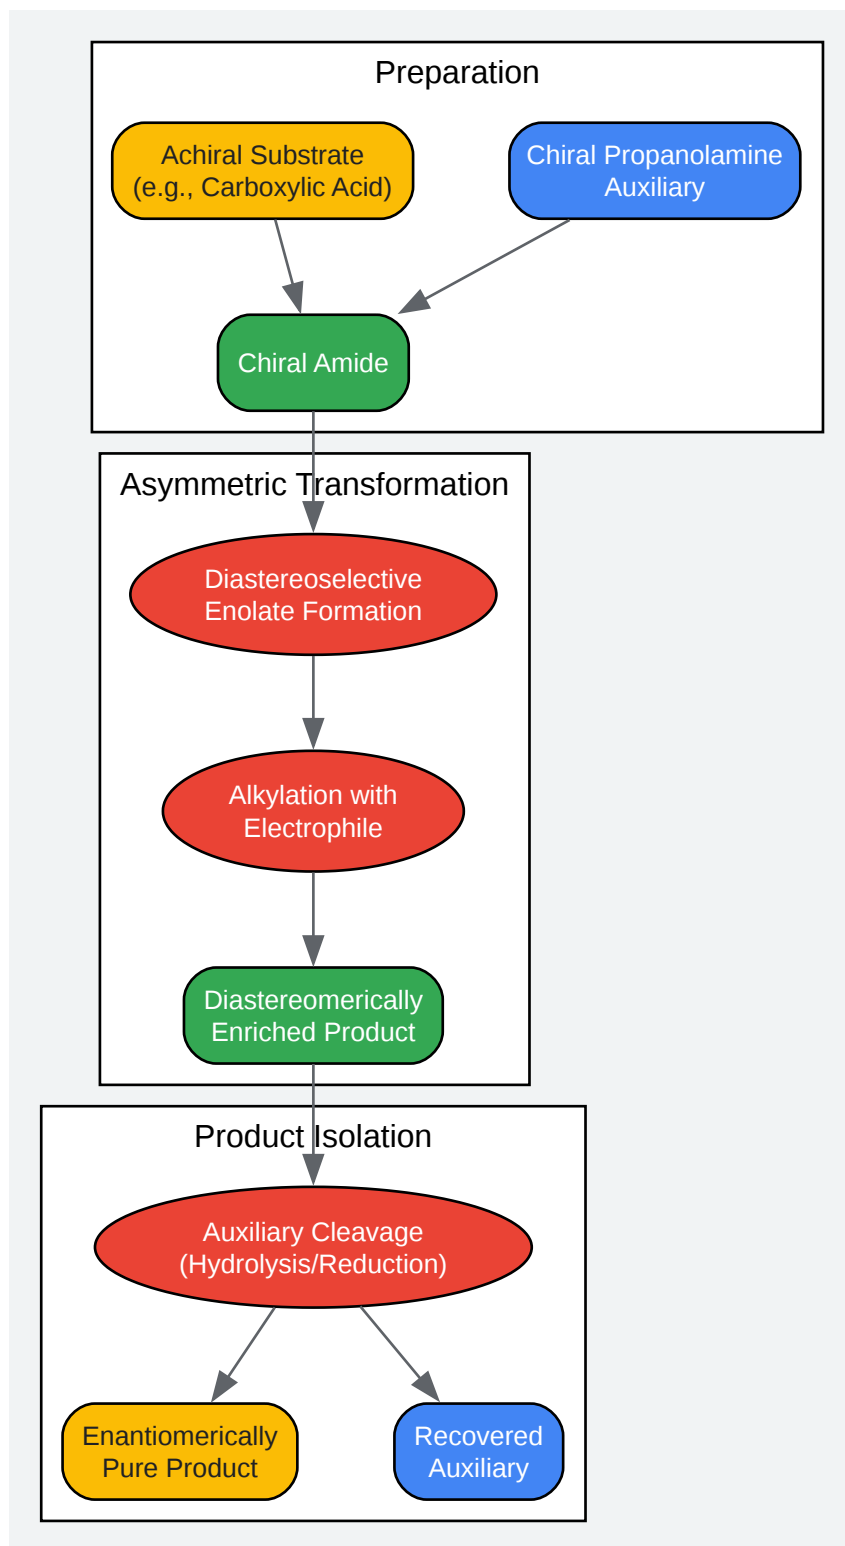 Preparation
Achiral Substrate
(e.g., Carboxylic Acid)
Chiral Propanolamine
Auxiliary
Chiral Amide
Asymmetric Transformation
Diastereoselective
Enolate Formation
Alkylation with
Electrophile
Diastereomerically
Enriched Product
Product Isolation
Auxiliary Cleavage
(Hydrolysis/Reduction)
Enantiomerically
Pure Product
Recovered
Auxiliary